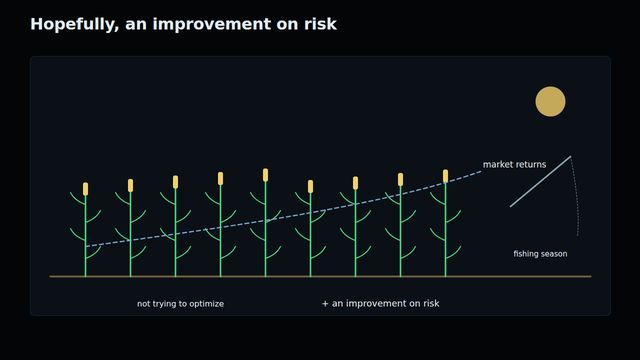 Hopefully, an improvement on risk
market returns
fishing season
not trying to optimize
+ an improvement on risk